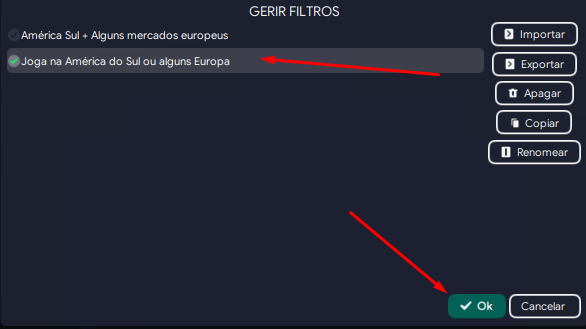 GERIR FILTROS
América Sul + Alguns mercados europeus
Joga na América do Sul ou alguns Europa
Importar
Exportar
Apagar
Copiar
Renomear
Ok
Cancelar